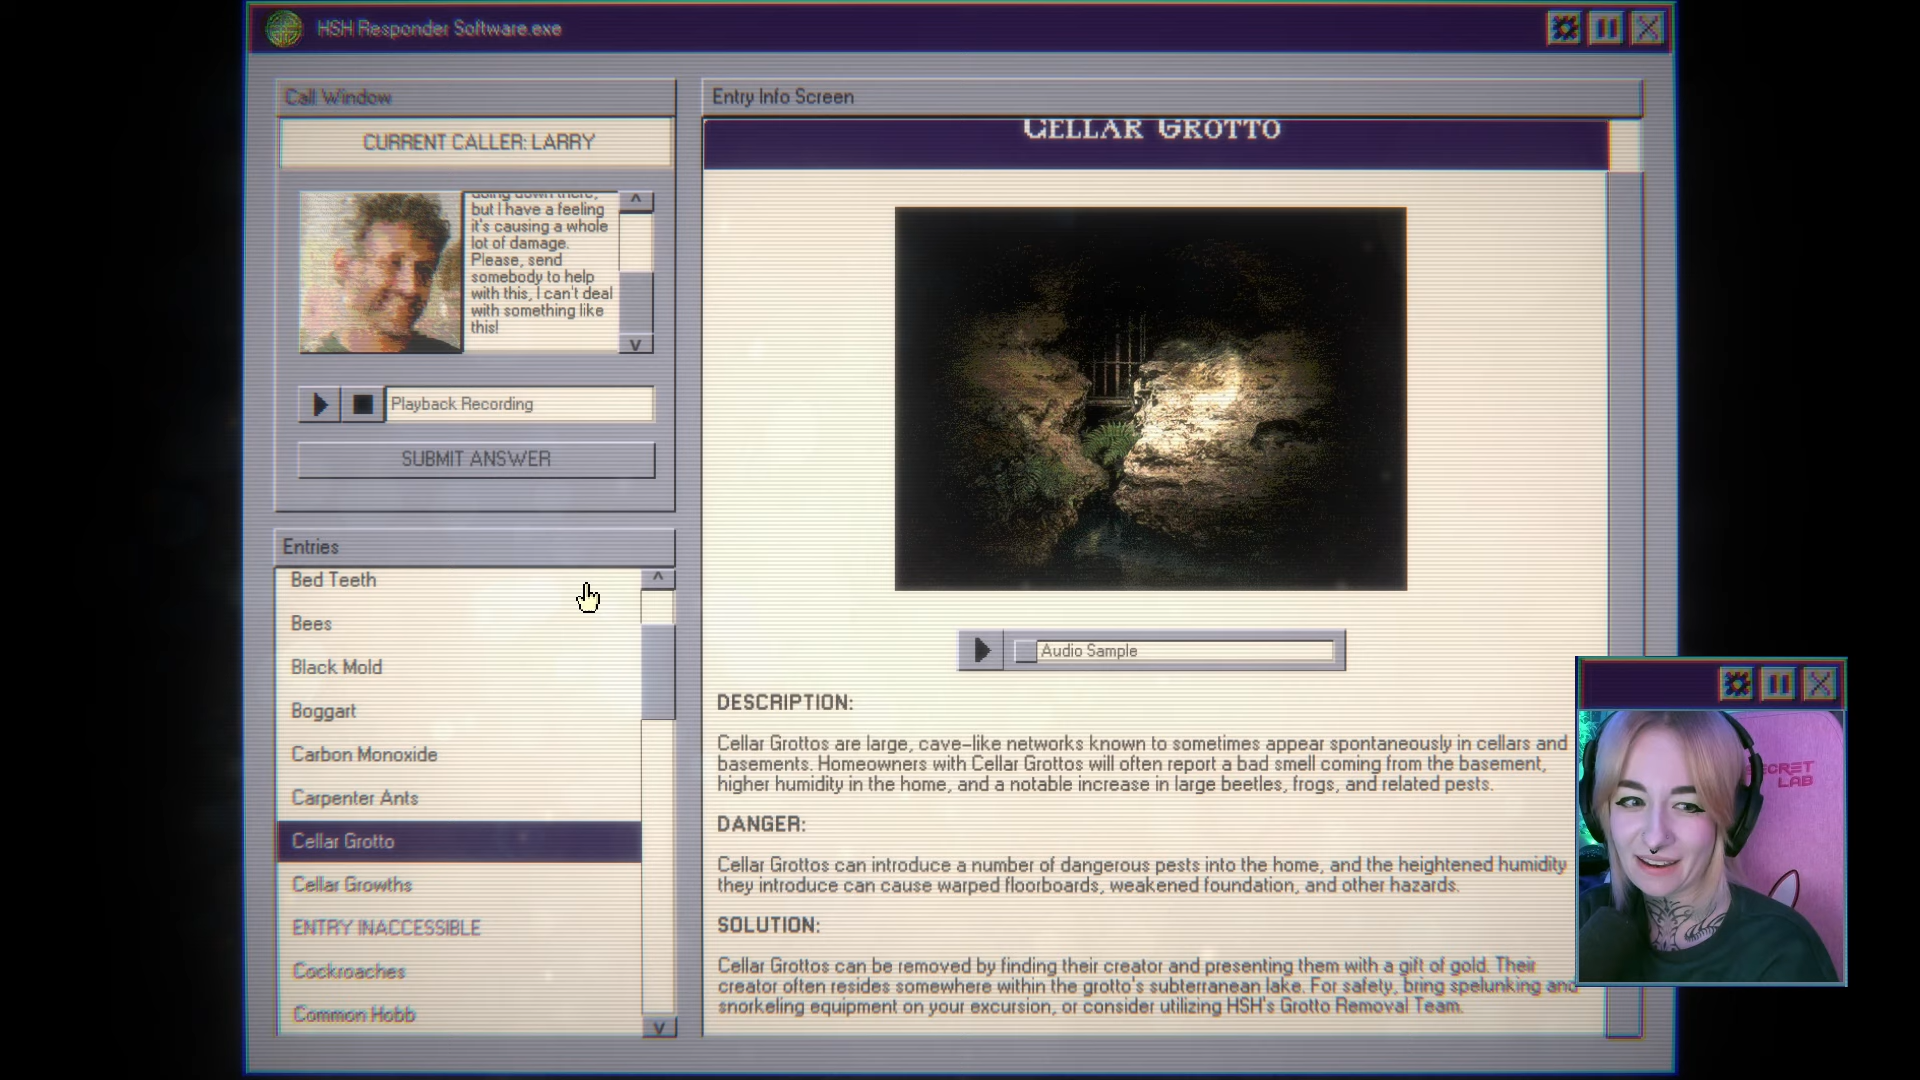 HSH Responder Software.exe
Call Window
CURRENT CALLER: LARRY
doing down there,
but I have a feeling
it's causing a whole
lot of damage.
Please, send
somebody to help
with this, I can't deal
with something like
this!
Playback Recording
SUBMIT ANSWER
Entries
Bed Teeth
Bees
Black Mold
Boggart
Carbon Monoxide
Carpenter Ants
Cellar Grotto
Cellar Growths
ENTRY INACCESSIBLE
Cockroaches
Common Hobb
Entry Info Screen
CELLAR GROTTO
Audio Sample
DESCRIPTION:
Cellar Grottos are large, cave-like networks known to sometimes appear spontaneously in cellars and
basements. Homeowners with Cellar Grottos will often report a bad smell coming from the basement,
higher humidity in the home, and a notable increase in large beetles, frogs, and related pests.
DANGER:
Cellar Grottos can introduce a number of dangerous pests into the home, and the heightened humidity
they introduce can cause warped floorboards, weakened foundation, and other hazards.
SOLUTION:
Cellar Grottos can be removed by finding their creator and presenting them with a gift of gold. Their
creator often resides somewhere within the grotto's subterranean lake. For safety, bring spelunking and
snorkeling equipment on your excursion, or consider utilizing HSH's Grotto Removal Team.
LAB